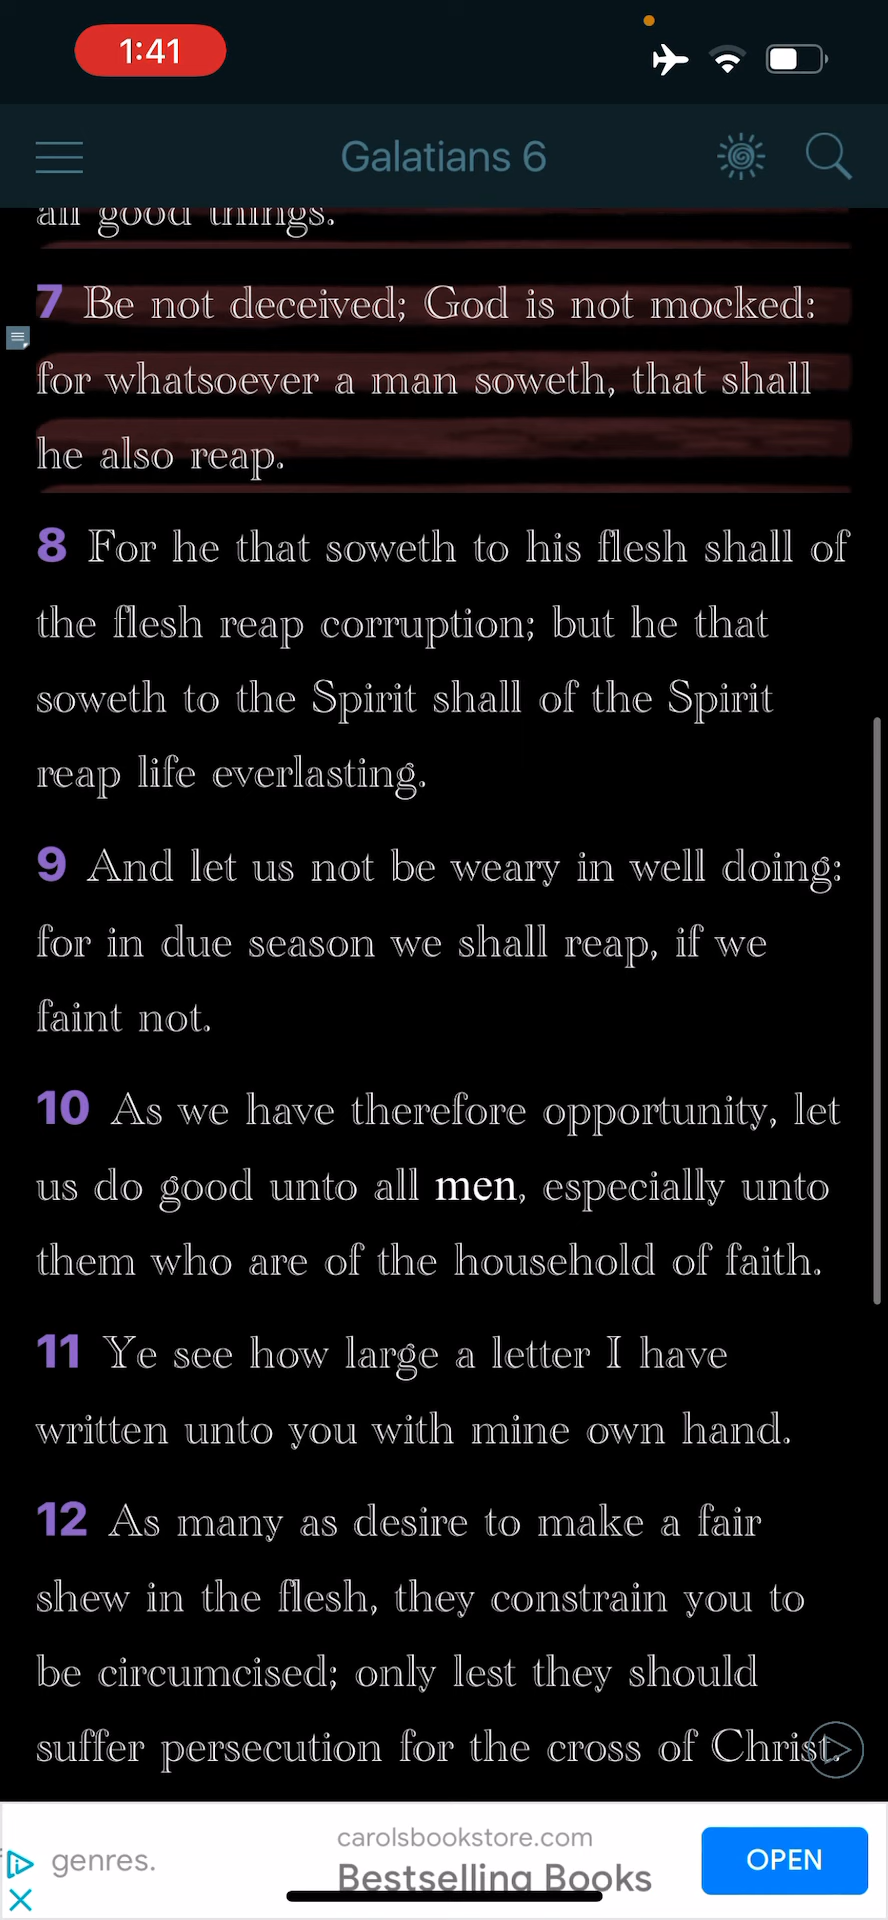 1:41
Galatians 6
all good things.
7 Be not deceived; God is not mocked:
for whatsoever a man soweth, that shall
he also reap.
8 For he that soweth to his flesh shall of
the flesh reap corruption; but he that
soweth to the Spirit shall of the Spirit
reap life everlasting.
9 And let us not be weary in well doing:
for in due season we shall reap, if we
faint not.
10 As we have therefore opportunity, let
us do good unto all men, especially unto
them who are of the household of faith.
11 Ye see how large a letter I have
written unto you with mine own hand.
12 As many as desire to make a fair
shew in the flesh, they constrain you to
be circumcised; only lest they should
suffer persecution for the cross of Christ.
carolsbookstore.com
genres.
Bestselling Books
OPEN